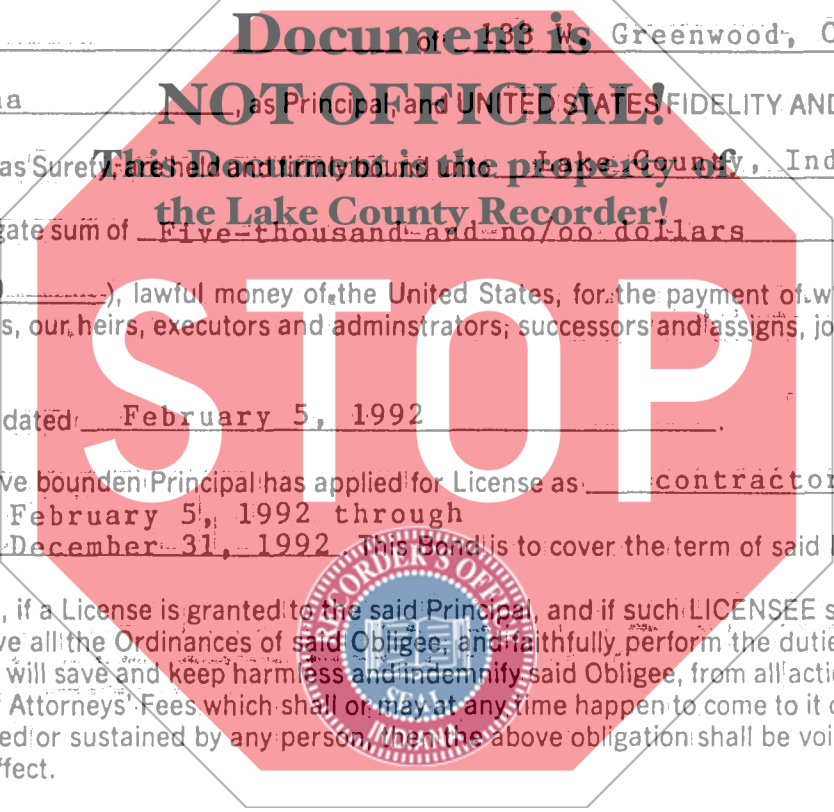 Document is
of 133 W. Greenwood, C
NOT OFFICIAL!
a , as Principal, and UNITED STATES FIDELITY AND
as Surety, are held and firmly bound unto Lake County, Ind
This Document is the property of
the Lake County Recorder!
gate sum of Five-thousand-and-no/oo dollars
), lawful money of the United States, for the payment of w
s, our heirs, executors and adminstrators, successors and assigns, jo
STOP
dated February 5, 1992 .
ve bounden Principal has applied for License as contractor
February 5, 1992 through
December 31, 1992 . This Bond is to cover the term of said
, if a License is granted to the said Principal, and if such LICENSEE s
ve all the Ordinances of said Obligee, and faithfully perform the dutie
will save and keep harmless and indemnify said Obligee, from all acti
f Attorneys' Fees which shall or may at any time happen to come to it
ed or sustained by any person, then the above obligation shall be voi
ffect.
RECORDER'S OFFICE
SEAL
INDIANA